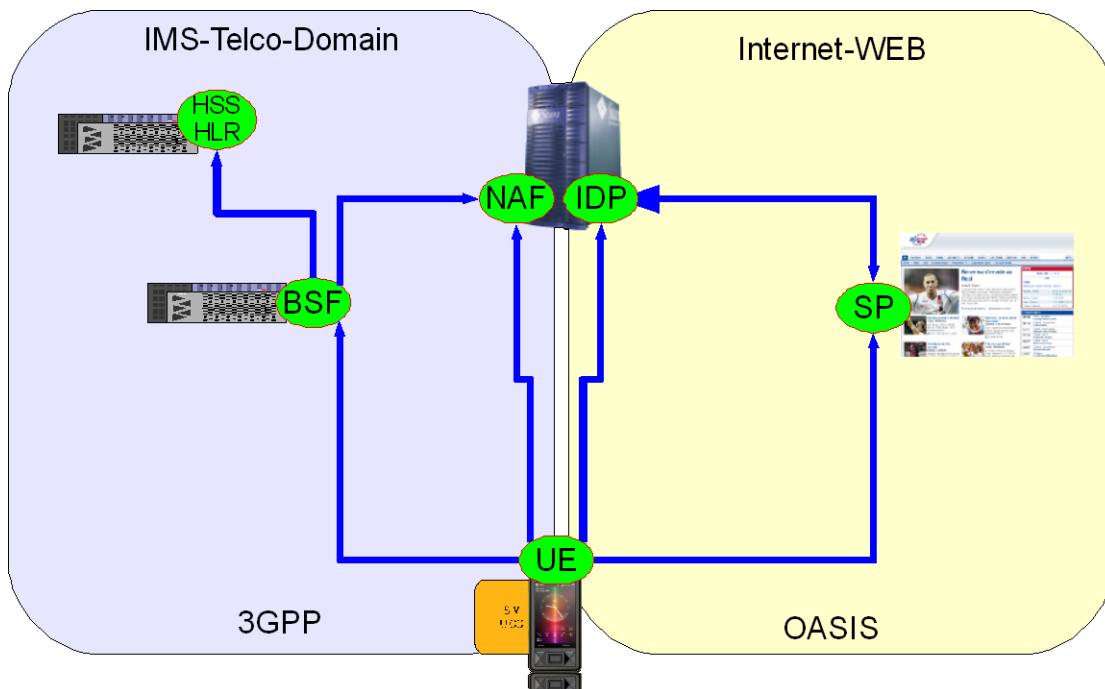 IMS-Telco-Domain
Internet-WEB
HSS
HLR
NAF
IDP
BSF
SP
UE
3GPP
OASIS